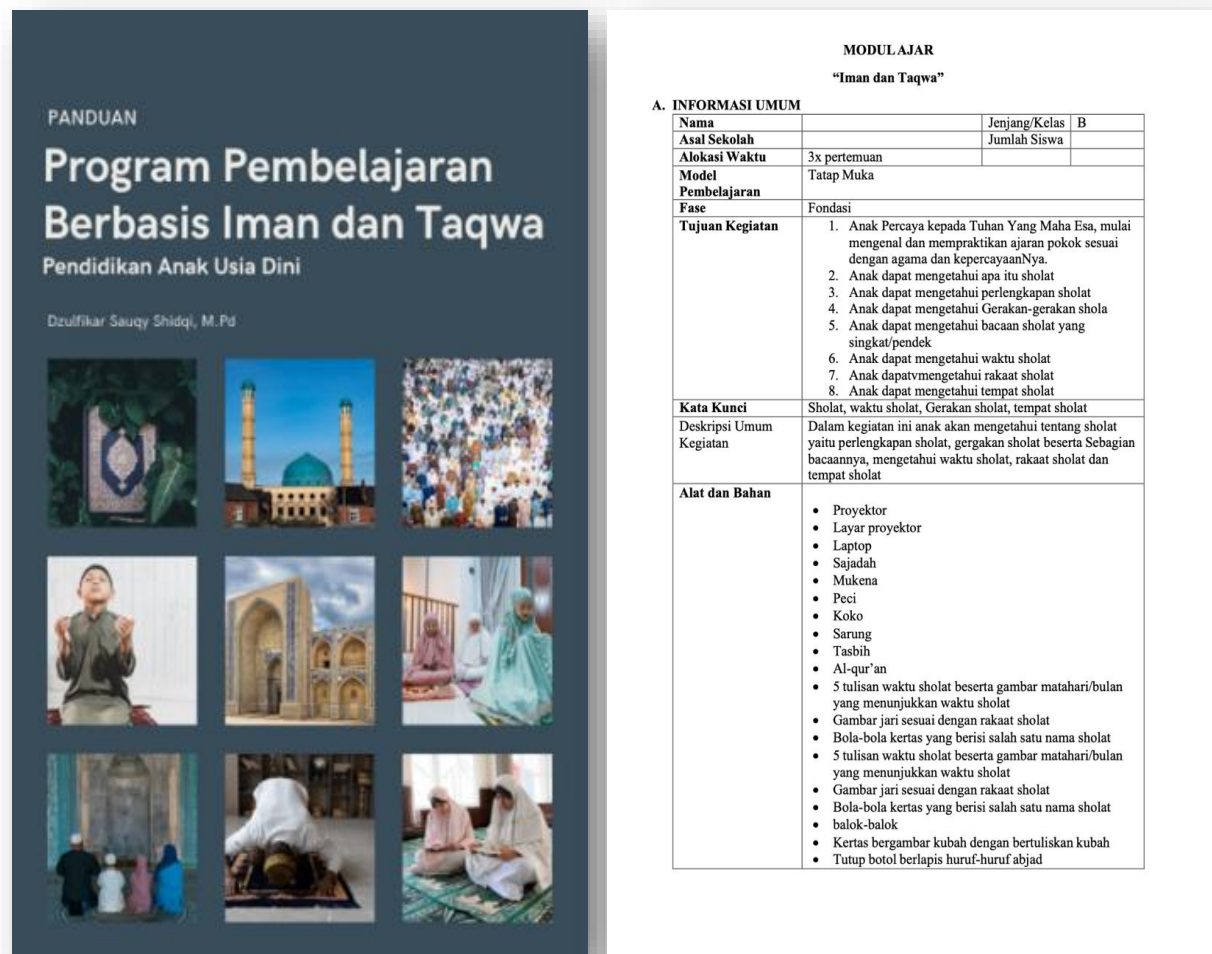 PANDUAN
Program Pembelajaran
Berbasis Iman dan Taqwa
Pendidikan Anak Usia Dini
Dzulfikar Sauqy Shidqi, M.Pd
MODUL AJAR
“Iman dan Taqwa”
A. INFORMASI UMUM
Nama Jenjang/Kelas B
Asal Sekolah Jumlah Siswa
Alokasi Waktu 3x pertemuan
Model Tatap Muka
Pembelajaran
Fase Fondasi
Tujuan Kegiatan 1. Anak Percaya kepada Tuhan Yang Maha Esa, mulai
mengenal dan mempraktikan ajaran pokok sesuai
dengan agama dan kepercayaanNya.
2. Anak dapat mengetahui apa itu sholat
3. Anak dapat mengetahui perlengkapan sholat
4. Anak dapat mengetahui Gerakan-gerakan shola
5. Anak dapat mengetahui bacaan sholat yang
singkat/pendek
6. Anak dapat mengetahui waktu sholat
7. Anak dapatvmengetahui rakaat sholat
8. Anak dapat mengetahui tempat sholat
Kata Kunci Sholat, waktu sholat, Gerakan sholat, tempat sholat
Deskripsi Umum Dalam kegiatan ini anak akan mengetahui tentang sholat
Kegiatan yaitu perlengkapan sholat, gergakan sholat beserta Sebagian
bacaannya, mengetahui waktu sholat, rakaat sholat dan
tempat sholat
Alat dan Bahan
• Proyektor
• Layar proyektor
• Laptop
• Sajadah
• Mukena
• Peci
• Koko
• Sarung
• Tasbih
• Al-qur’an
• 5 tulisan waktu sholat beserta gambar matahari/bulan
yang menunjukkan waktu sholat
• Gambar jari sesuai dengan rakaat sholat
• Bola-bola kertas yang berisi salah satu nama sholat
• 5 tulisan waktu sholat beserta gambar matahari/bulan
yang menunjukkan waktu sholat
• Gambar jari sesuai dengan rakaat sholat
• Bola-bola kertas yang berisi salah satu nama sholat
• balok-balok
• Kertas bergambar kubah dengan bertuliskan kubah
• Tutup botol berlapis huruf-huruf abjad